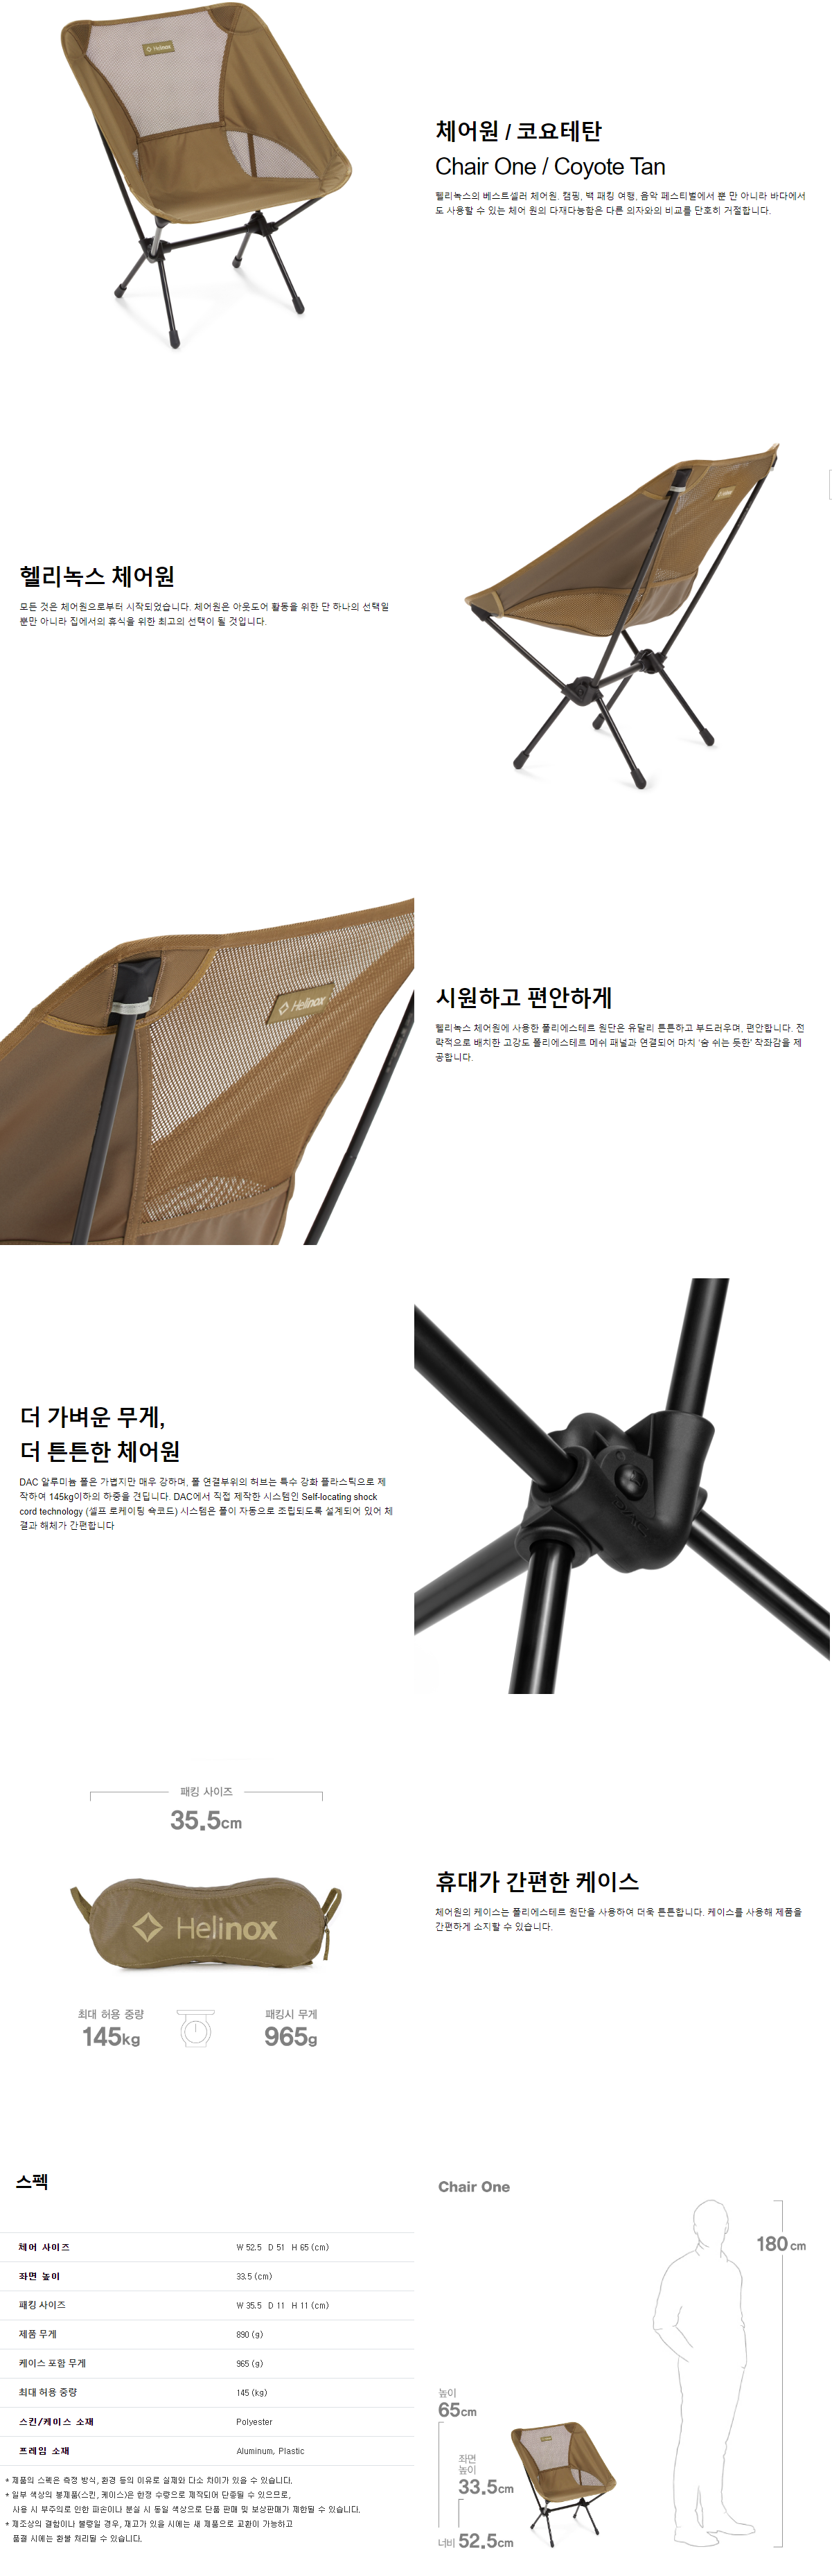 Helinox
체어원 / 코요테탄
Chair One / Coyote Tan
헬리녹스의 베스트셀러 체어원. 캠핑, 백 패킹 여행, 음악 페스티벌에서 뿐 만 아니라 바다에서
도 사용할 수 있는 체어 원의 다재다능함은 다른 의자와의 비교를 단호히 거절합니다.
헬리녹스 체어원
모든 것은 체어원으로부터 시작되었습니다. 체어원은 아웃도어 활동을 위한 단 하나의 선택일
뿐만 아니라 집에서의 휴식을 위한 최고의 선택이 될 것입니다.
Helinox
시원하고 편안하게
헬리녹스 체어원에 사용한 폴리에스테르 원단은 유달리 튼튼하고 부드러우며, 편안합니다. 전
략적으로 배치한 고강도 폴리에스테르 메쉬 패널과 연결되어 마치 '숨 쉬는 듯한' 착좌감을 제
공합니다.
더 가벼운 무게,
더 튼튼한 체어원
DAC 알루미늄 폴은 가볍지만 매우 강하며, 폴 연결부위의 허브는 특수 강화 플라스틱으로 제
작하여 145kg이하의 하중을 견딥니다. DAC에서 직접 제작한 시스템인 Self-locating shock
cord technology (셀프 로케이팅 쇽코드) 시스템은 폴이 자동으로 조립되도록 설계되어 있어 체
결과 해체가 간편합니다
패킹 사이즈
35.5cm
Helinox
최대 허용 중량
145kg
패킹시 무게
965g
휴대가 간편한 케이스
체어원의 케이스는 폴리에스테르 원단을 사용하여 더욱 튼튼합니다. 케이스를 사용해 제품을
간편하게 소지할 수 있습니다.
스펙
체어 사이즈 W 52.5 D 51 H 65 (cm)
좌면 높이 33.5 (cm)
패킹 사이즈 W 35.5 D 11 H 11 (cm)
제품 무게 890 (g)
케이스 포함 무게 965 (g)
최대 허용 중량 145 (kg)
스킨/케이스 소재 Polyester
프레임 소재 Aluminum, Plastic
* 제품의 스펙은 측정 방식, 환경 등의 이유로 실제와 다소 차이가 있을 수 있습니다.
* 일부 색상의 봉제품(스킨, 케이스)은 한정 수량으로 제작되어 단종될 수 있으므로,
사용 시 부주의로 인한 파손이나 분실 시 동일 색상으로 단품 판매 및 보상판매가 제한될 수 있습니다.
* 제조상의 결함이나 불량일 경우, 재고가 있을 시에는 새 제품으로 교환이 가능하고
품절 시에는 환불 처리될 수 있습니다.
Chair One
180 cm
높이
65cm
좌면
높이
33.5cm
너비 52.5cm